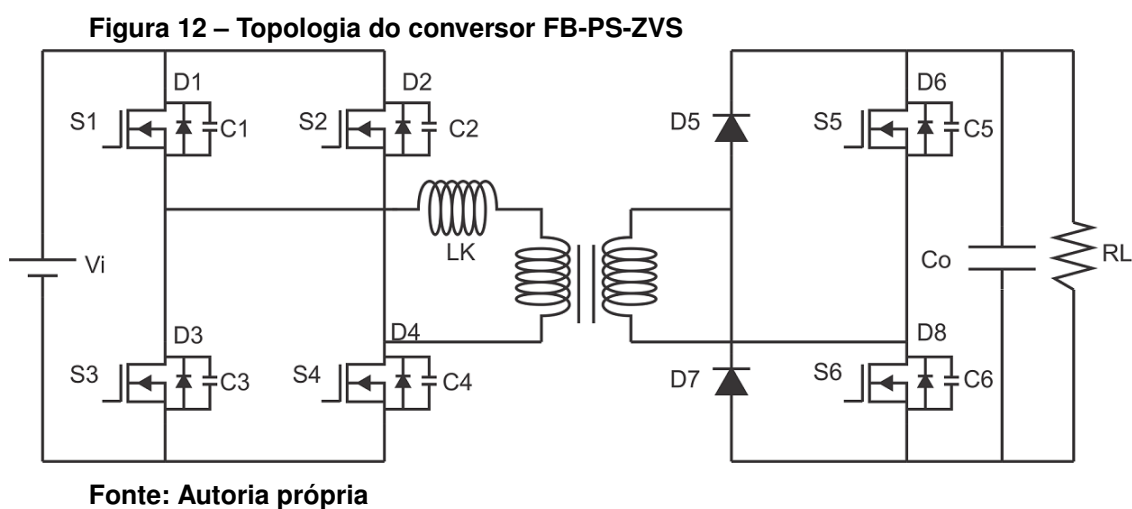 Figura 12 – Topologia do conversor FB-PS-ZVS
D1 D2 D6
S1 C1 S2 C2 D5 S5 C5
LK
Vi Co RL
D3 D4 D8
S3 C3 S4 C4 D7 S6 C6
Fonte: Autoria própria